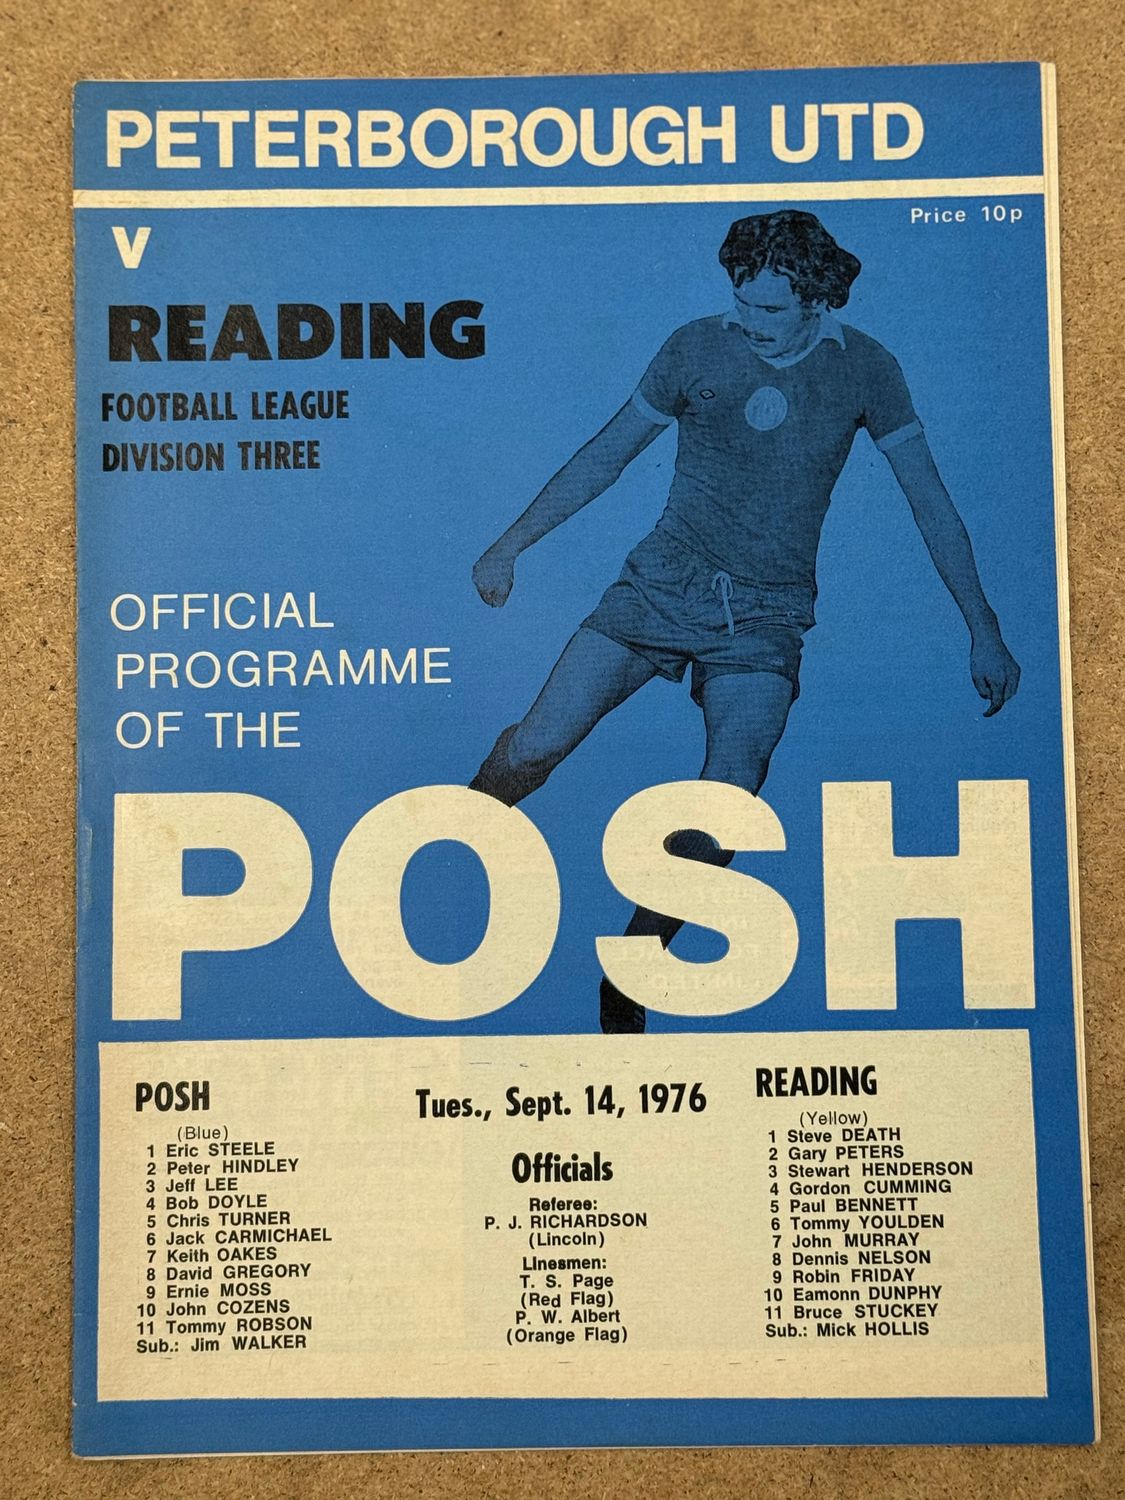 PETERBOROUGH UTD
Price 10p
V
READING
FOOTBALL LEAGUE
DIVISION THREE
OFFICIAL
PROGRAMME
OF THE
POSH
POSH
(Blue)
1 Eric STEELE
2 Peter HINDLEY
3 Jeff LEE
4 Bob DOYLE
5 Chris TURNER
6 Jack CARMICHAEL
7 Keith OAKES
8 David GREGORY
9 Ernie MOSS
10 John COZENS
11 Tommy ROBSON
Sub.: Jim WALKER
Tues., Sept. 14, 1976
Officials
Referee:
P. J. RICHARDSON
(Lincoln)
Linesmen:
T. S. Page
(Red Flag)
P. W. Albert
(Orange Flag)
READING
(Yellow)
1 Steve DEATH
2 Gary PETERS
3 Stewart HENDERSON
4 Gordon CUMMING
5 Paul BENNETT
6 Tommy YOULDEN
7 John MURRAY
8 Dennis NELSON
9 Robin FRIDAY
10 Eamonn DUNPHY
11 Bruce STUCKEY
Sub.: Mick HOLLIS